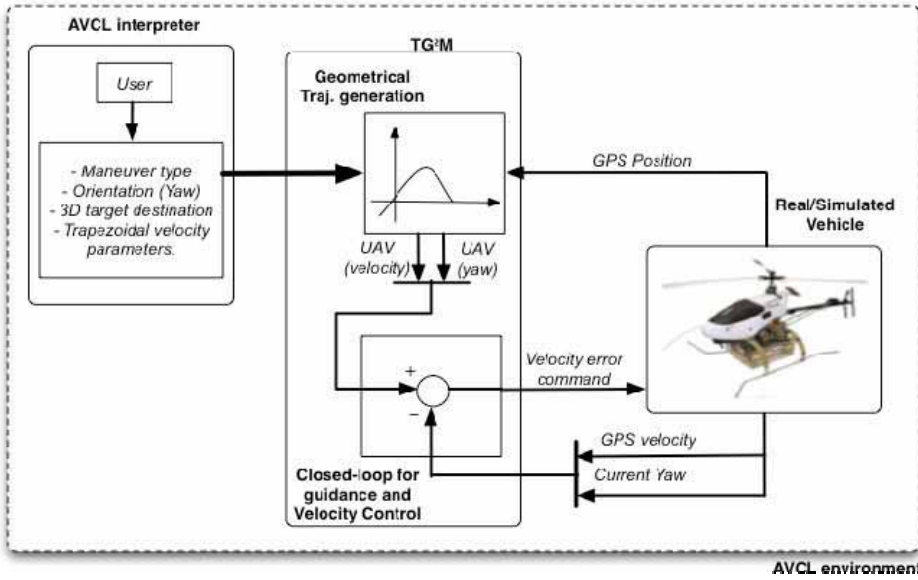 AVCL interpreter
User
- Maneuver type
- Orientation (Yaw)
- 3D target destination
- Trapezoidal velocity
parameters.
TG²M
Geometrical
Traj. generation
UAV
(velocity)
UAV
(yaw)
+
−
Closed-loop for
guidance and
Velocity Control
GPS Position
Real/Simulated
Vehicle
Velocity error
command
GPS velocity
Current Yaw
AVCL environment